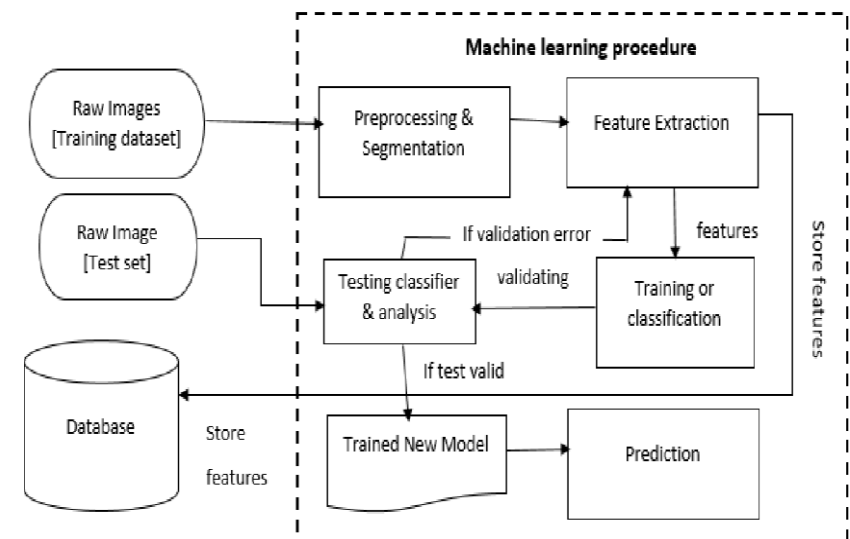 Machine learning procedure
Raw Images
[Training dataset]
Preprocessing &
Segmentation
Feature Extraction
Raw Image
[Test set]
If validation error
features
Store features
Testing classifier
& analysis
validating
Training or
classification
If test valid
Database
Store
features
Trained New Model
Prediction